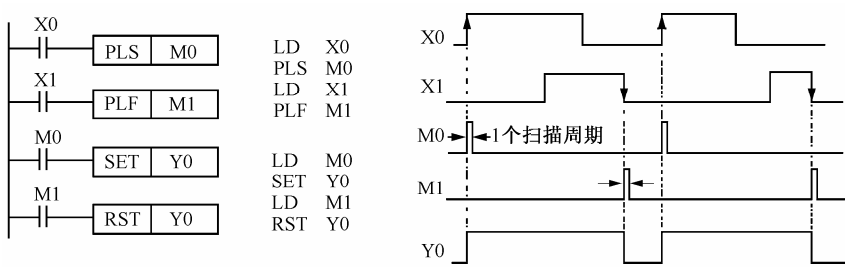 X0
PLS M0
X1
PLF M1
M0
SET Y0
M1
RST Y0
LD X0
PLS M0
LD X1
PLF M1
LD M0
SET Y0
LD M1
RST Y0
X0
X1
M0 1个扫描周期
M1
Y0